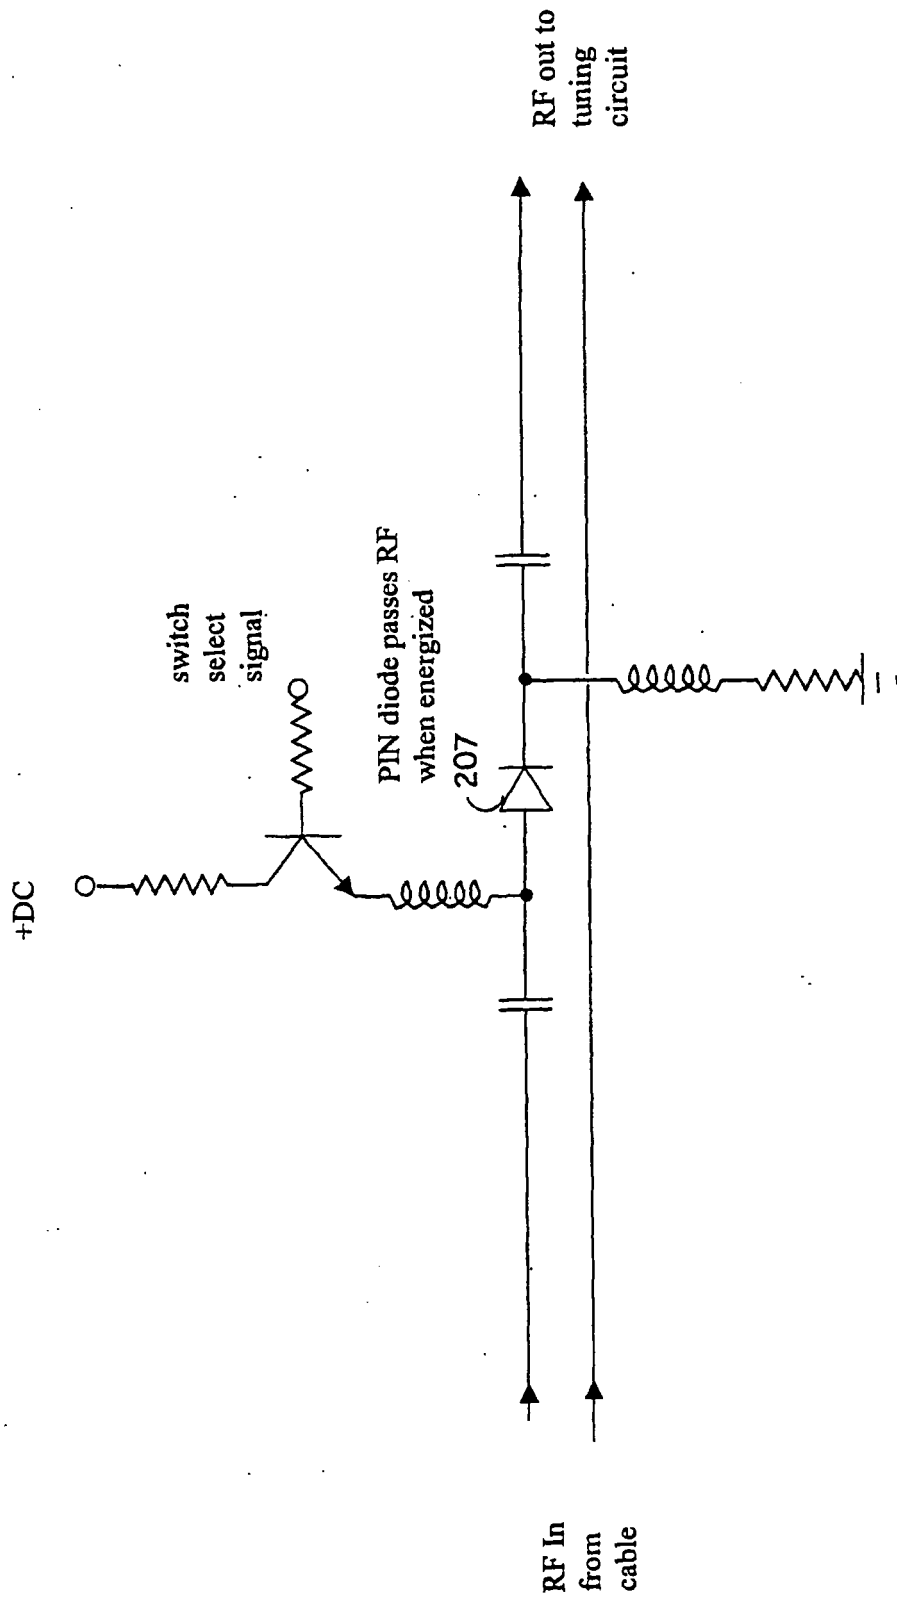 +DC
switch
select
signal
PIN diode passes RF
when energized
207
RF In
from
cable
RF out to
tuning
circuit